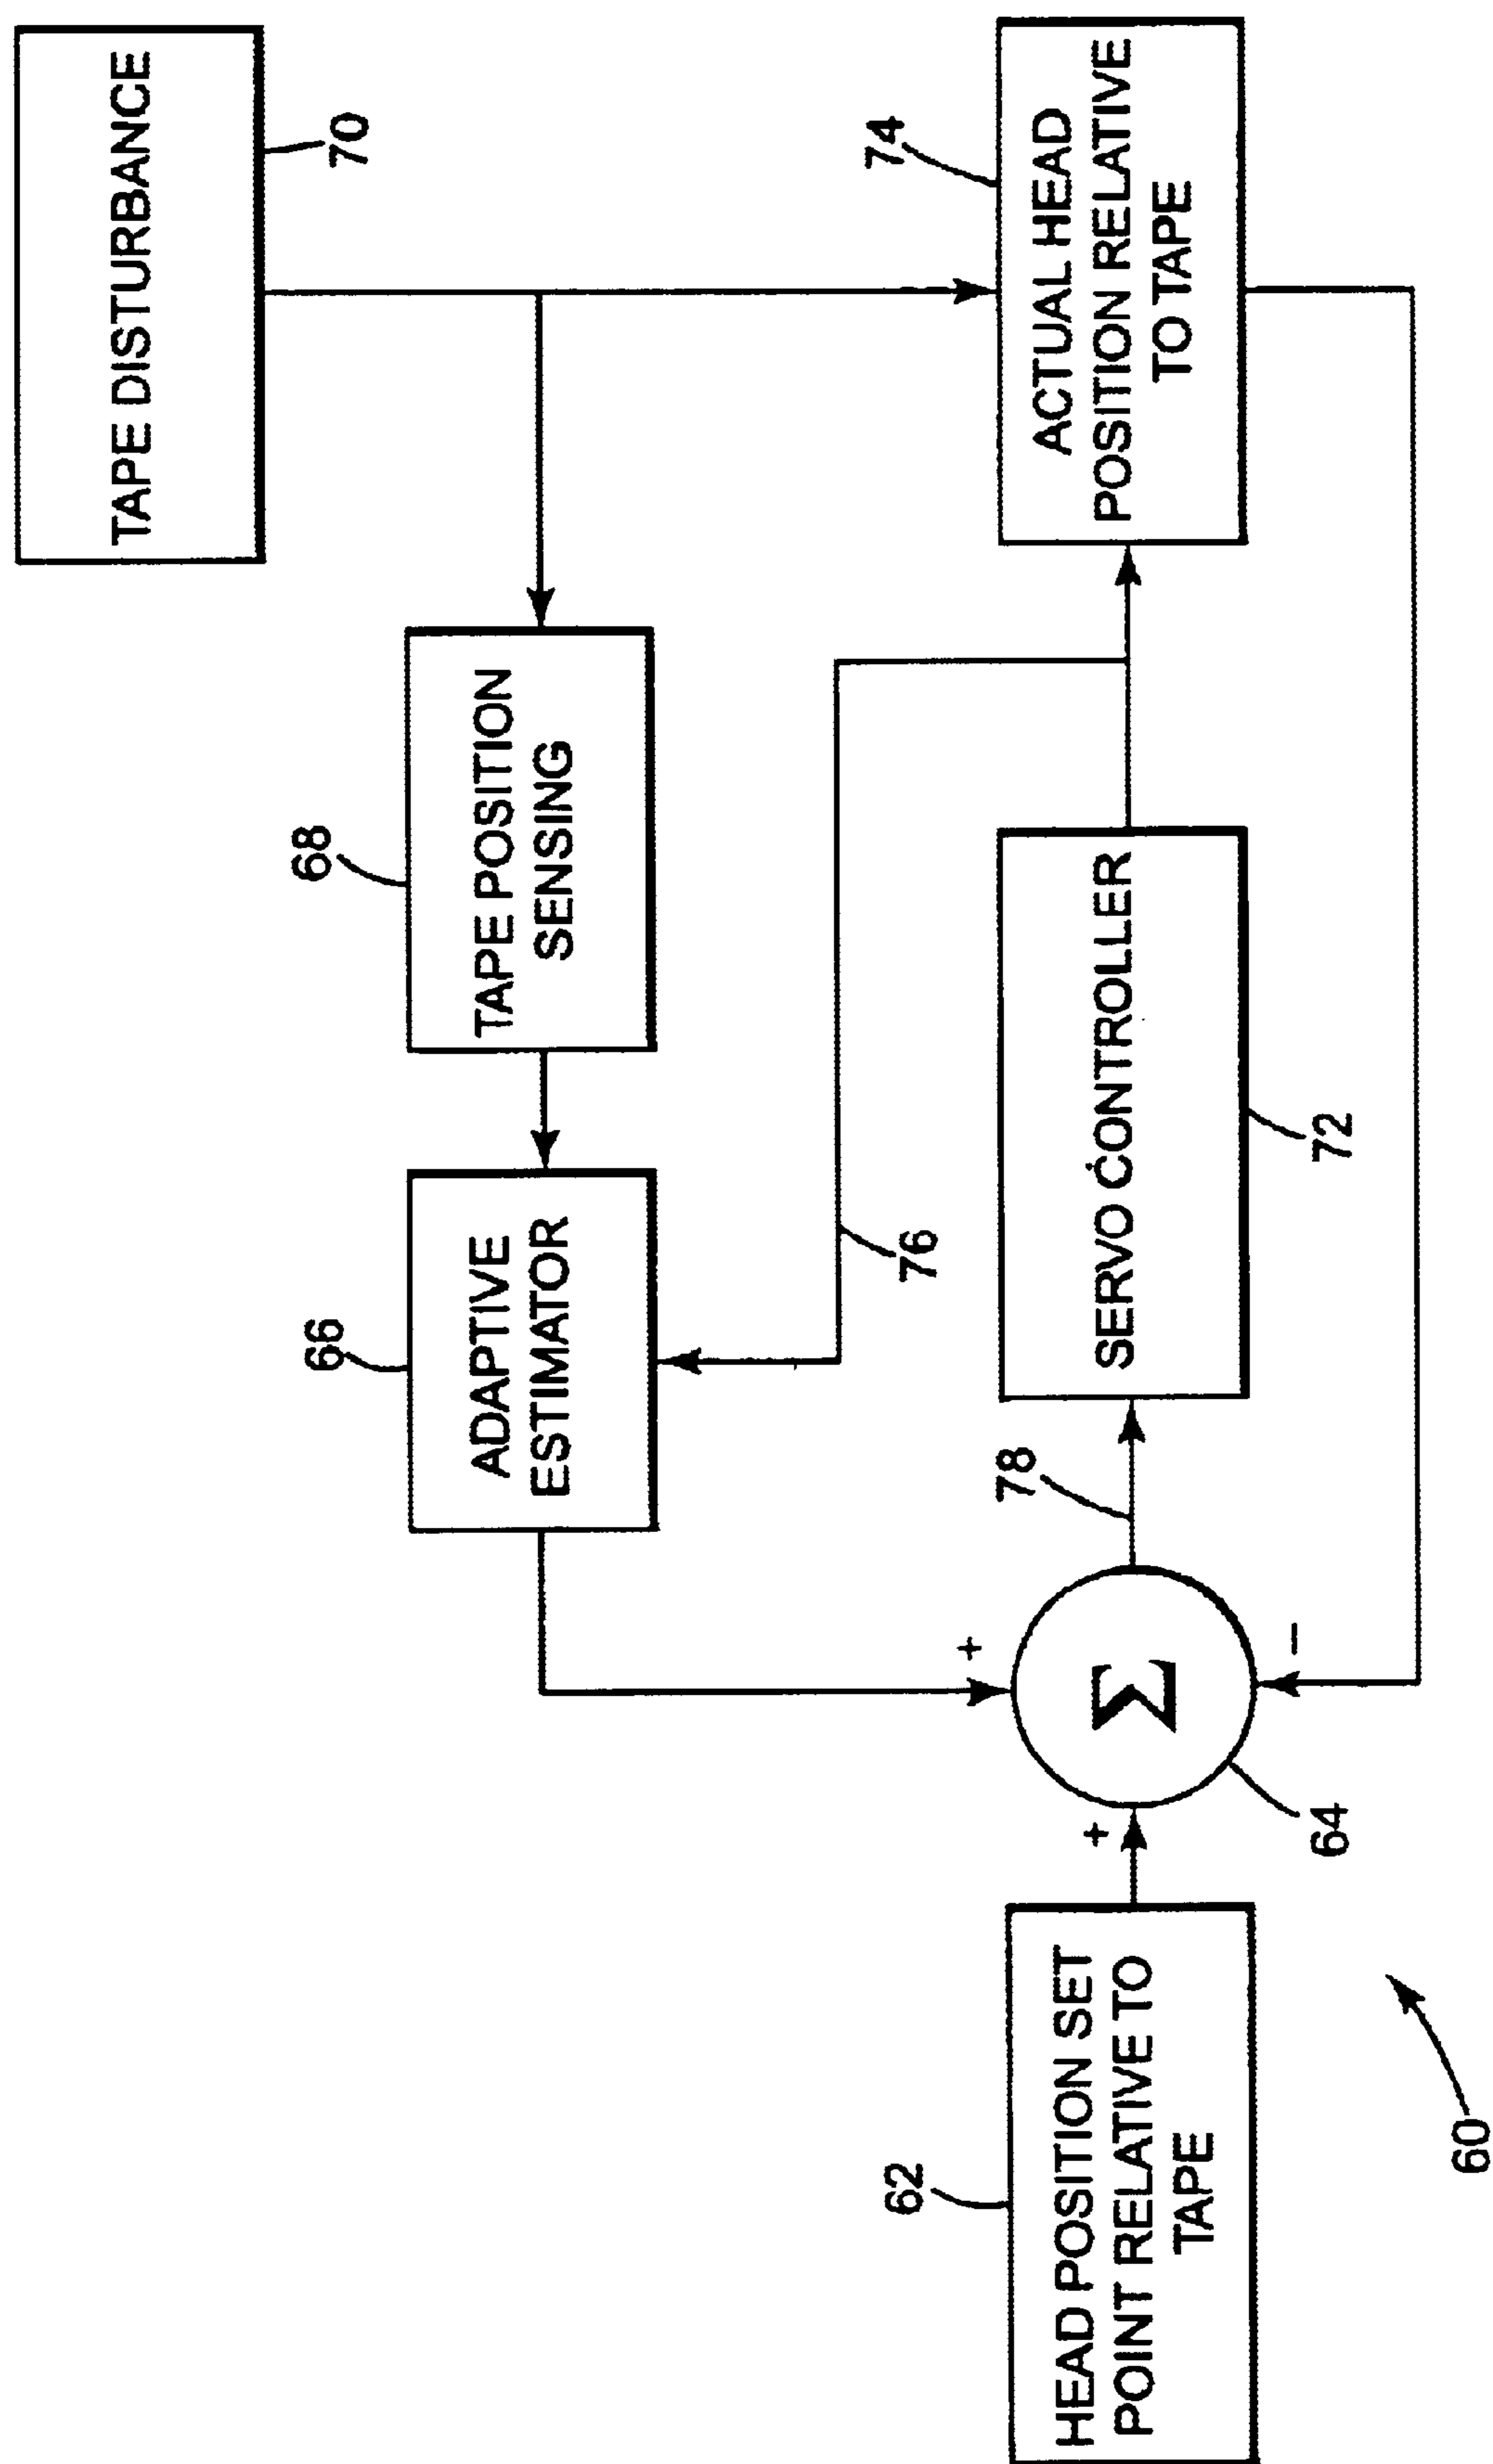 TAPE DISTURBANCE
70
68
TAPE POSITION
SENSING
66
ADAPTIVE
ESTIMATOR
74
ACTUAL HEAD
POSITION RELATIVE
TO TAPE
76
SERVO CONTROLLER
72
78
+
+
−
Σ
64
62
HEAD POSITION SET
POINT RELATIVE TO
TAPE
60